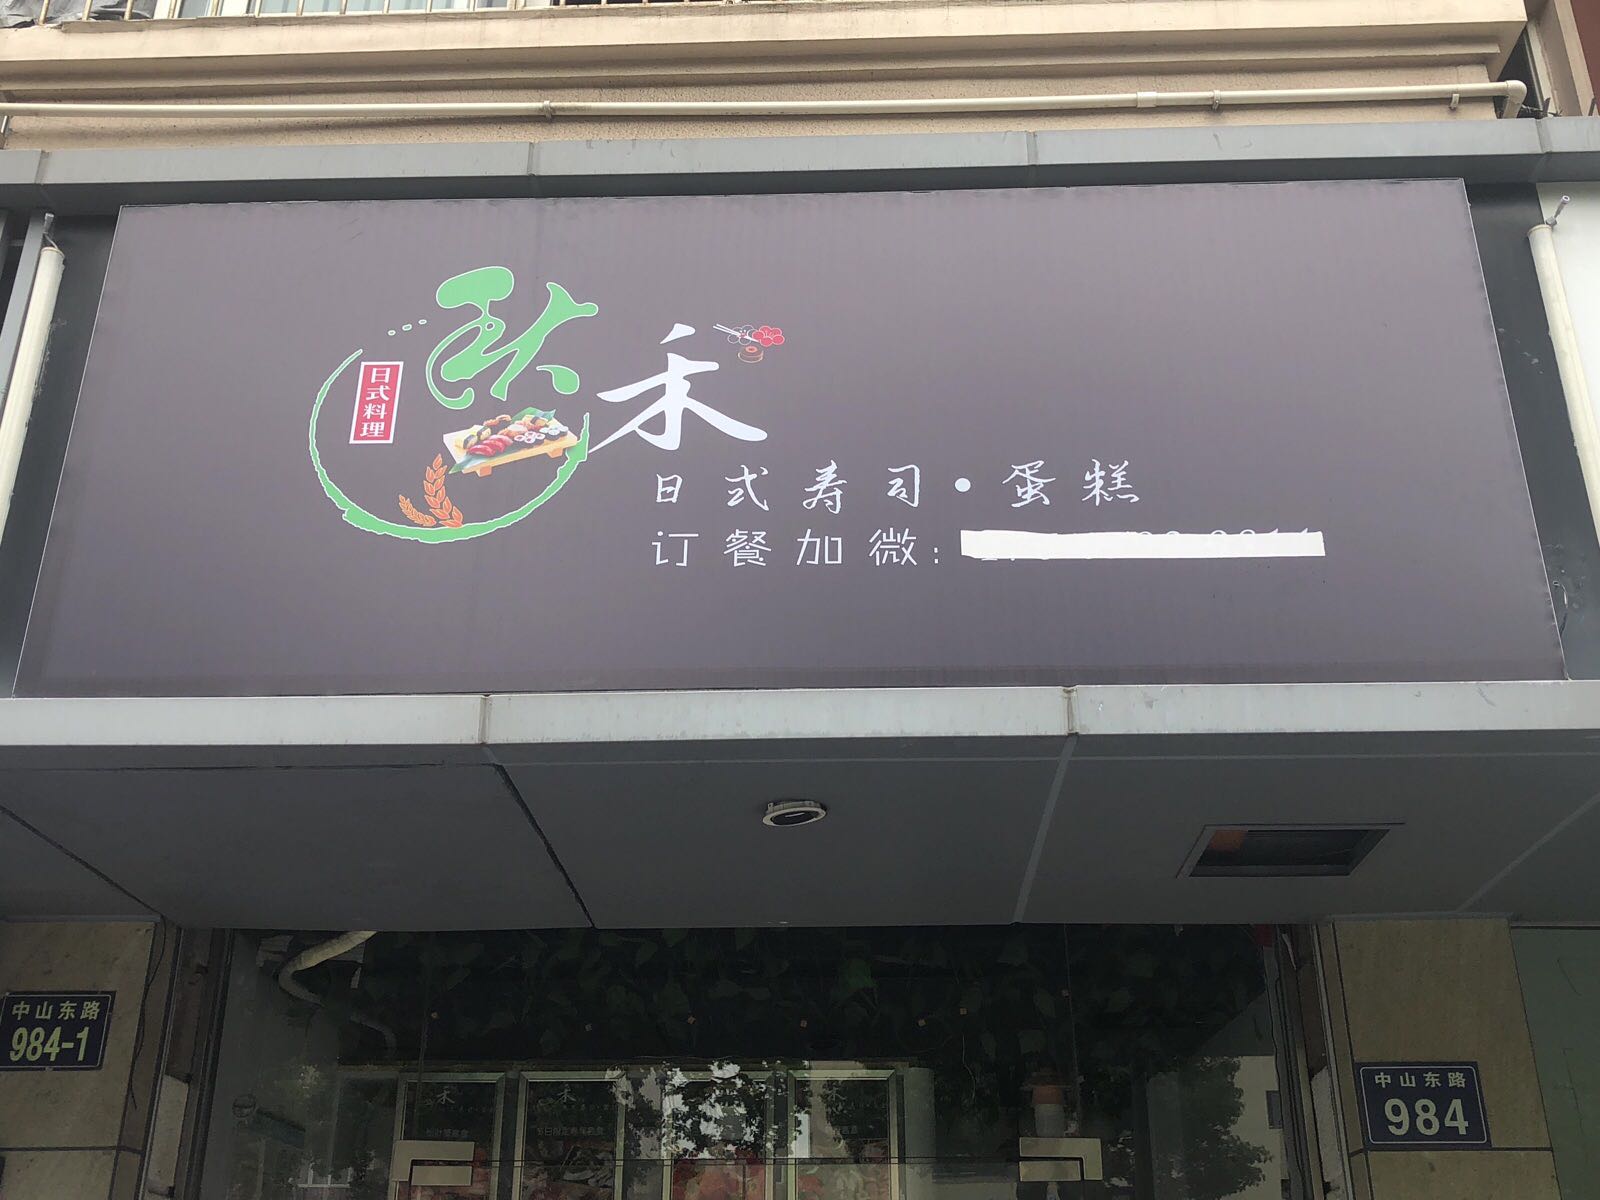 秋禾
日式料理
日式寿司·蛋糕
订餐加微:
中山东路
984-1
中山东路
984